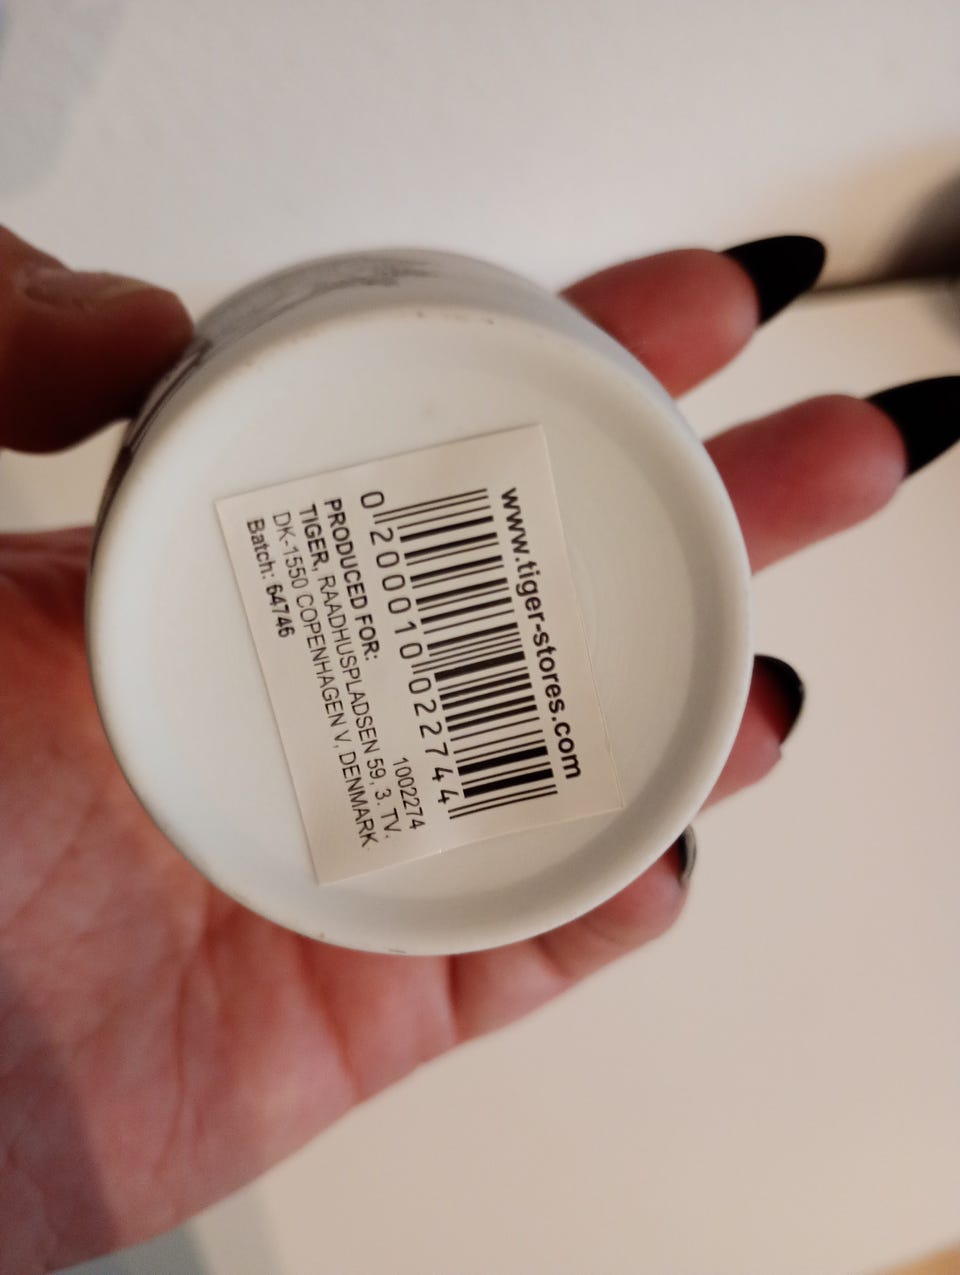 www.tiger-stores.com
0 200010 022744
1002274
PRODUCED FOR:
TIGER, RAADHUSPLADSEN 59, 3. TV.
DK-1550 COPENHAGEN V, DENMARK
Batch: 64746